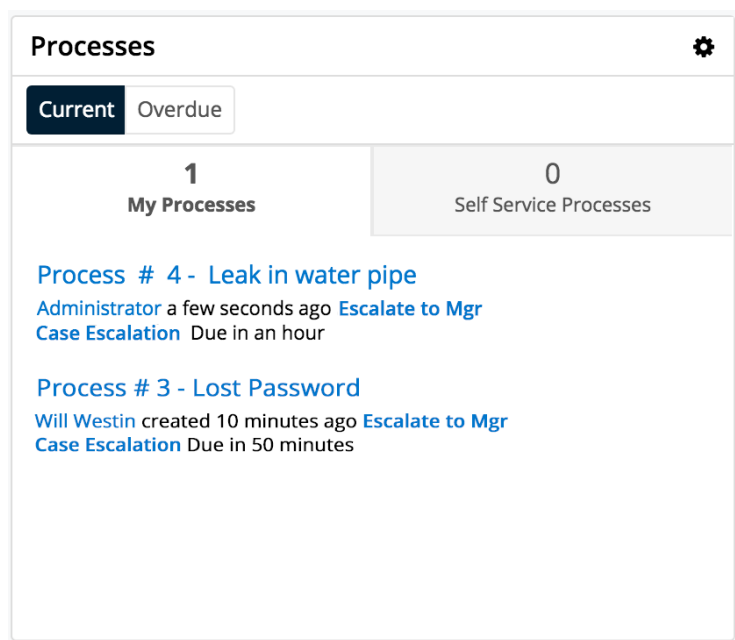 Processes
Current Overdue
1
My Processes
0
Self Service Processes
Process # 4 - Leak in water pipe
Administrator a few seconds ago Escalate to Mgr
Case Escalation Due in an hour
Process # 3 - Lost Password
Will Westin created 10 minutes ago Escalate to Mgr
Case Escalation Due in 50 minutes